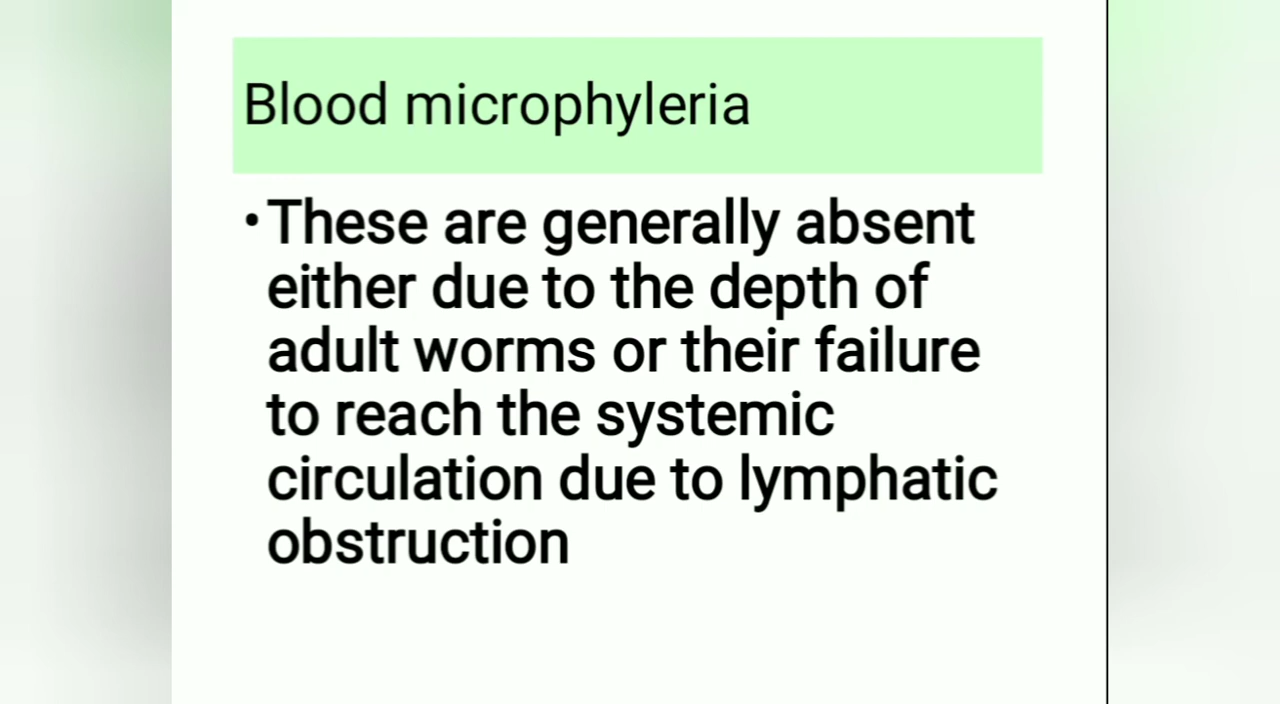 Blood microphyleria
• These are generally absent
either due to the depth of
adult worms or their failure
to reach the systemic
circulation due to lymphatic
obstruction